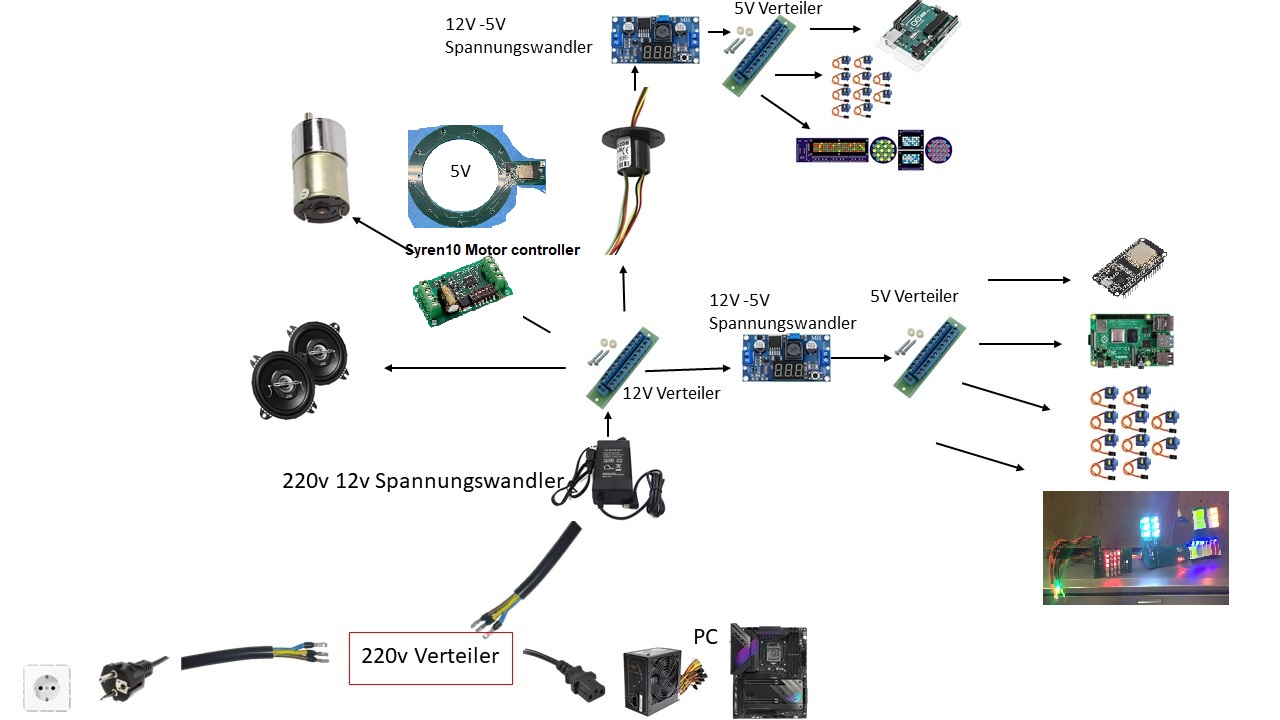 5V Verteiler
12V -5V
Spannungswandler
5V
Syren10 Motor controller
12V -5V
Spannungswandler
5V Verteiler
12V Verteiler
220v 12v Spannungswandler
220v Verteiler
PC